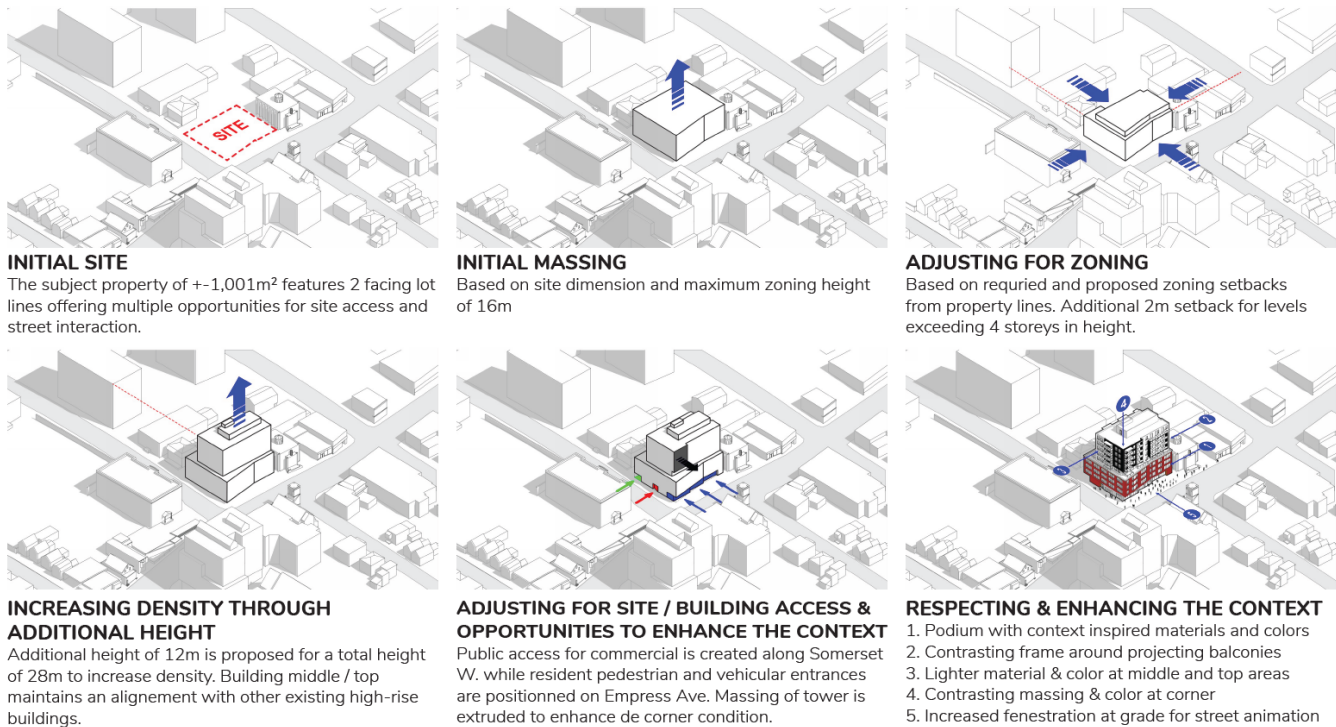 SITE
INITIAL SITE
The subject property of +-1,001m² features 2 facing lot
lines offering multiple opportunities for site access and
street interaction.
INITIAL MASSING
Based on site dimension and maximum zoning height
of 16m
ADJUSTING FOR ZONING
Based on requried and proposed zoning setbacks
from property lines. Additional 2m setback for levels
exceeding 4 storeys in height.
INCREASING DENSITY THROUGH
ADDITIONAL HEIGHT
Additional height of 12m is proposed for a total height
of 28m to increase density. Building middle / top
maintains an alignement with other existing high-rise
buildings.
ADJUSTING FOR SITE / BUILDING ACCESS &
OPPORTUNITIES TO ENHANCE THE CONTEXT
Public access for commercial is created along Somerset
W. while resident pedestrian and vehicular entrances
are positionned on Empress Ave. Massing of tower is
extruded to enhance de corner condition.
4
2
1
3
5
RESPECTING & ENHANCING THE CONTEXT
1. Podium with context inspired materials and colors
2. Contrasting frame around projecting balconies
3. Lighter material & color at middle and top areas
4. Contrasting massing & color at corner
5. Increased fenestration at grade for street animation